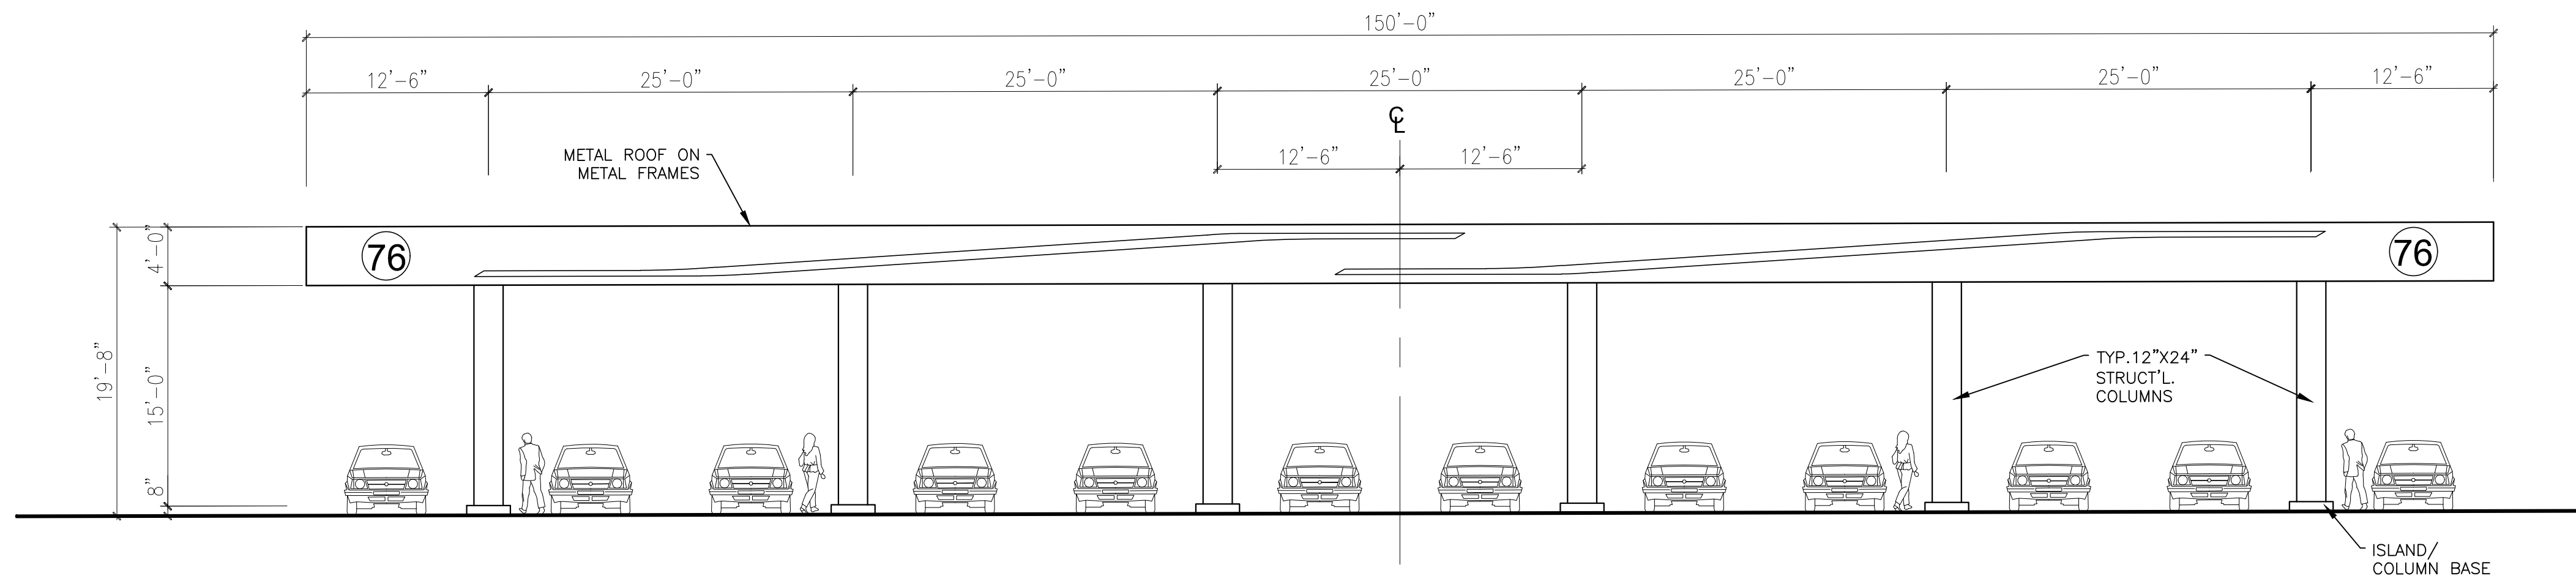 150'-0"
12'-6"
25'-0"
25'-0"
25'-0"
25'-0"
25'-0"
12'-6"
℄
12'-6"
12'-6"
METAL ROOF ON
METAL FRAMES
76
76
4'-0"
19'-8"
15'-0"
8"
TYP.12"X24"
STRUCT'L.
COLUMNS
ISLAND/
COLUMN BASE